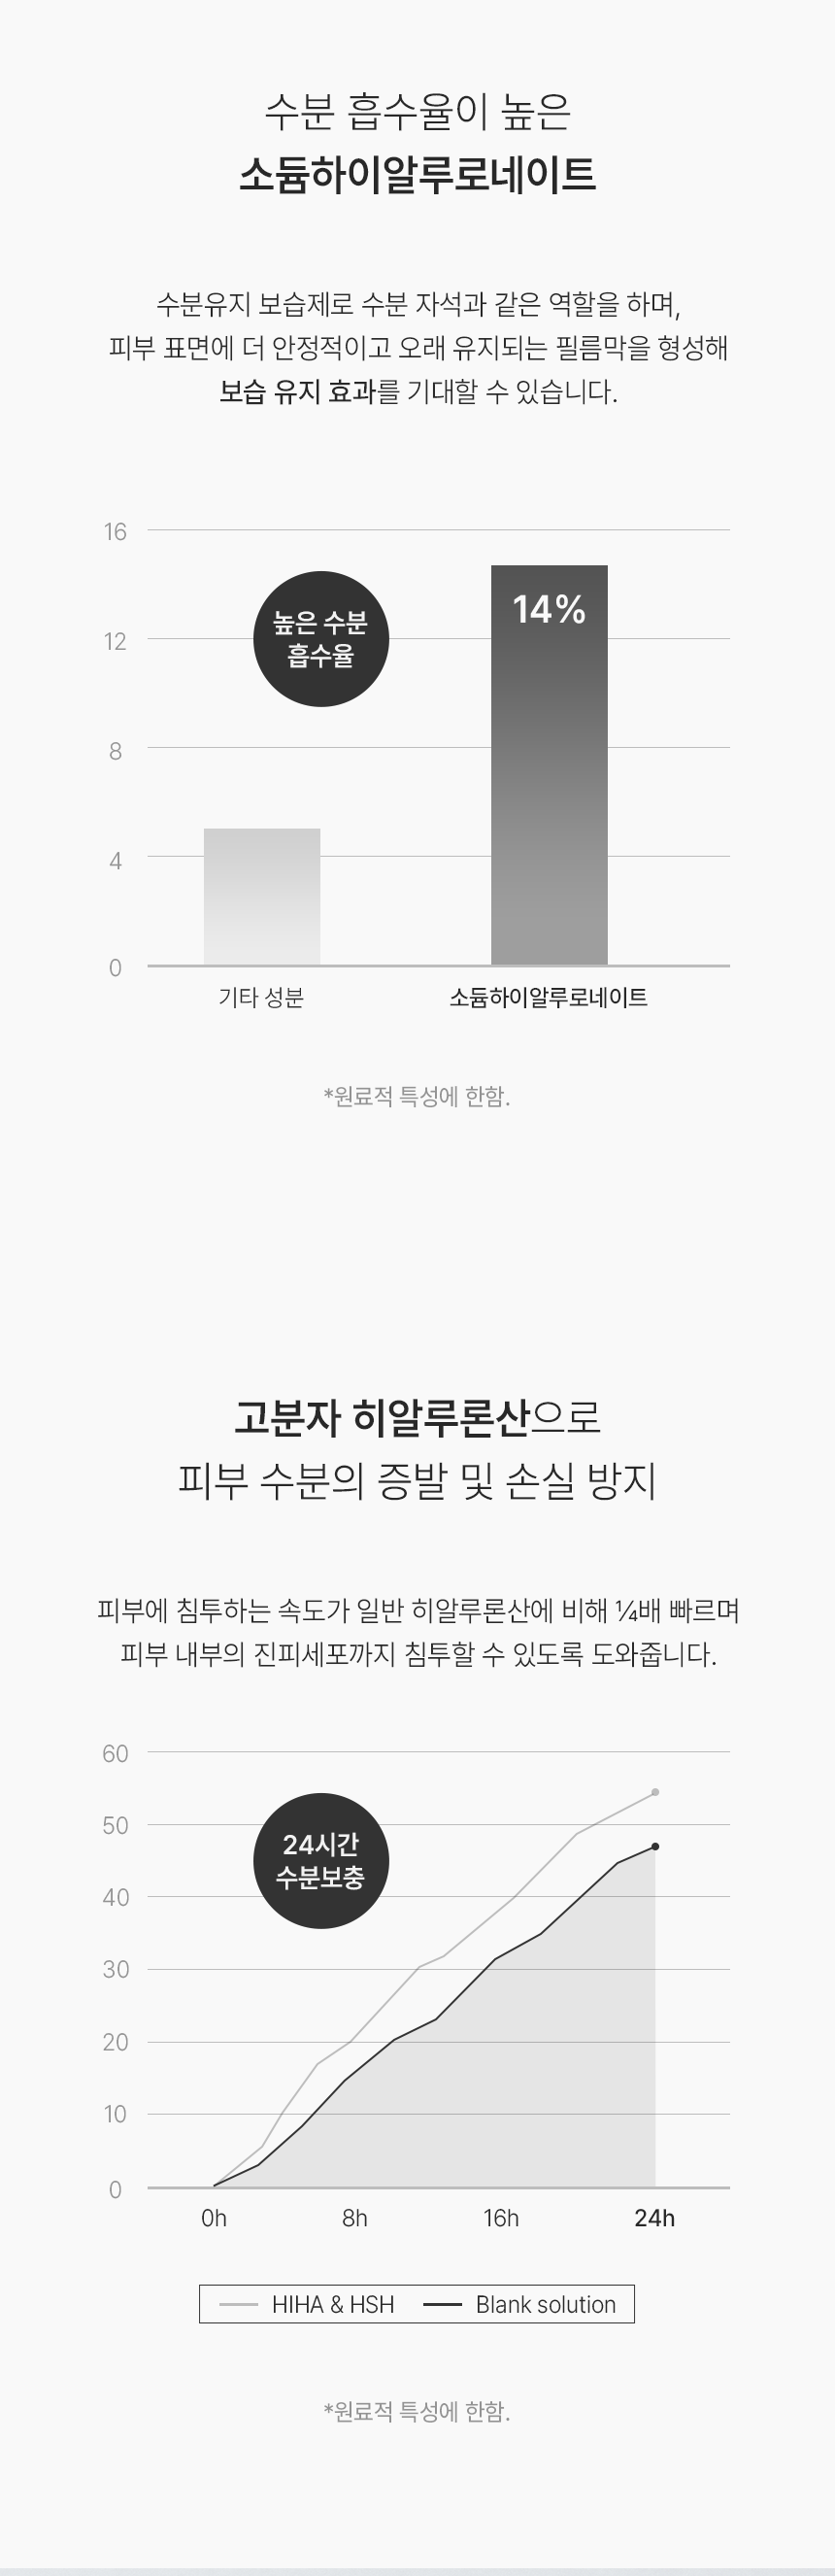 수분 흡수율이 높은
소듐하이알루로네이트
수분유지 보습제로 수분 자석과 같은 역할을 하며,
피부 표면에 더 안정적이고 오래 유지되는 필름막을 형성해
보습 유지 효과를 기대할 수 있습니다.
16
12
8
4
0
높은 수분
흡수율
14%
기타 성분
소듐하이알루로네이트
*원료적 특성에 한함.
고분자 히알루론산으로
피부 수분의 증발 및 손실 방지
피부에 침투하는 속도가 일반 히알루론산에 비해 ¼배 빠르며
피부 내부의 진피세포까지 침투할 수 있도록 도와줍니다.
60
50
40
30
20
10
0
24시간
수분보충
0h 8h 16h 24h
HIHA & HSH Blank solution
*원료적 특성에 한함.